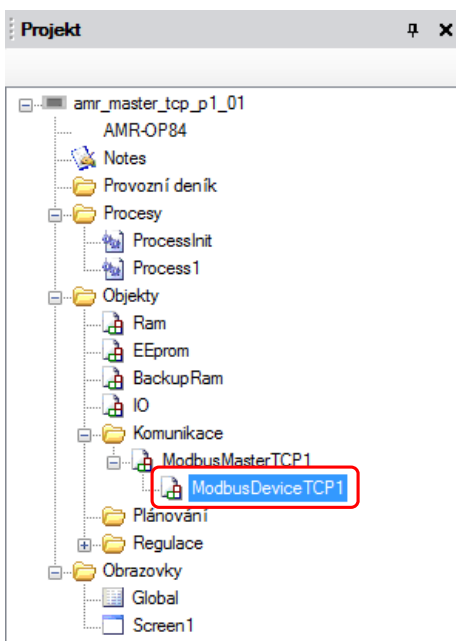 Projekt
amr_master_tcp_p1_01
AMR-OP84
Notes
Provozní deník
Procesy
ProcessInit
Process1
Objekty
Ram
EEprom
BackupRam
IO
Komunikace
ModbusMasterTCP1
ModbusDeviceTCP1
Plánování
Regulace
Obrazovky
Global
Screen1